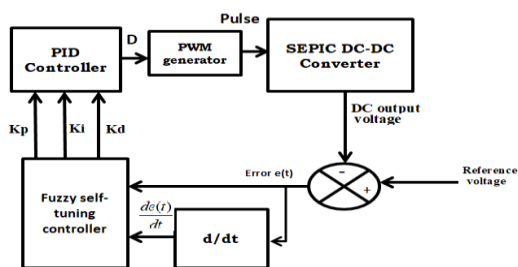 Pulse
D
PID
Controller
PWM
generator
SEPIC DC-DC
Converter
DC output
voltage
Kp
Ki
Kd
-
+
Reference
voltage
Error e(t)
Fuzzy self-
tuning
controller
de(t)
dt
d/dt